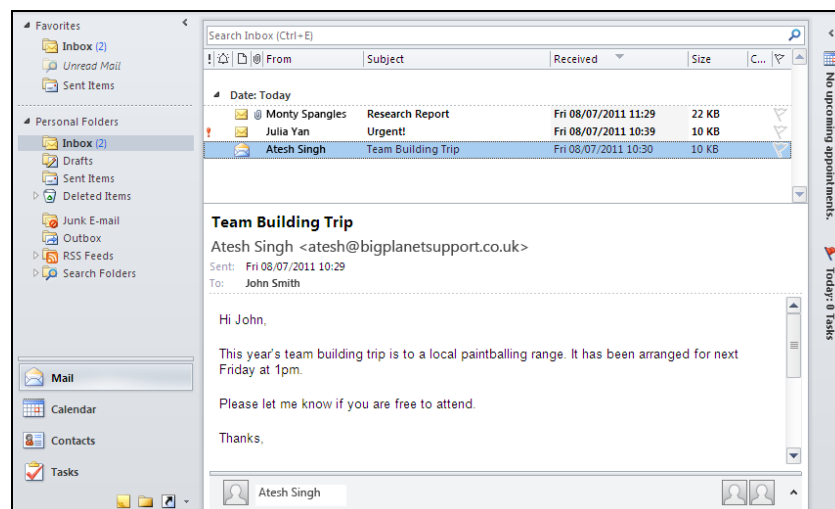 Favorites
Inbox (2)
Unread Mail
Sent Items
Personal Folders
Inbox (2)
Drafts
Sent Items
Deleted Items
Junk E-mail
Outbox
RSS Feeds
Search Folders
Mail
Calendar
Contacts
Tasks
Search Inbox (Ctrl+E)
! From Subject Received Size C...
Date: Today
Monty Spangles Research Report Fri 08/07/2011 11:29 22 KB
Julia Yan Urgent! Fri 08/07/2011 10:39 10 KB
Atesh Singh Team Building Trip Fri 08/07/2011 10:30 10 KB
Team Building Trip
Atesh Singh <atesh@bigplanetsupport.co.uk>
Sent: Fri 08/07/2011 10:29
To: John Smith
Hi John,
This year's team building trip is to a local paintballing range. It has been arranged for next
Friday at 1pm.
Please let me know if you are free to attend.
Thanks,
Atesh Singh
No upcoming appointments.
Today: 0 Tasks